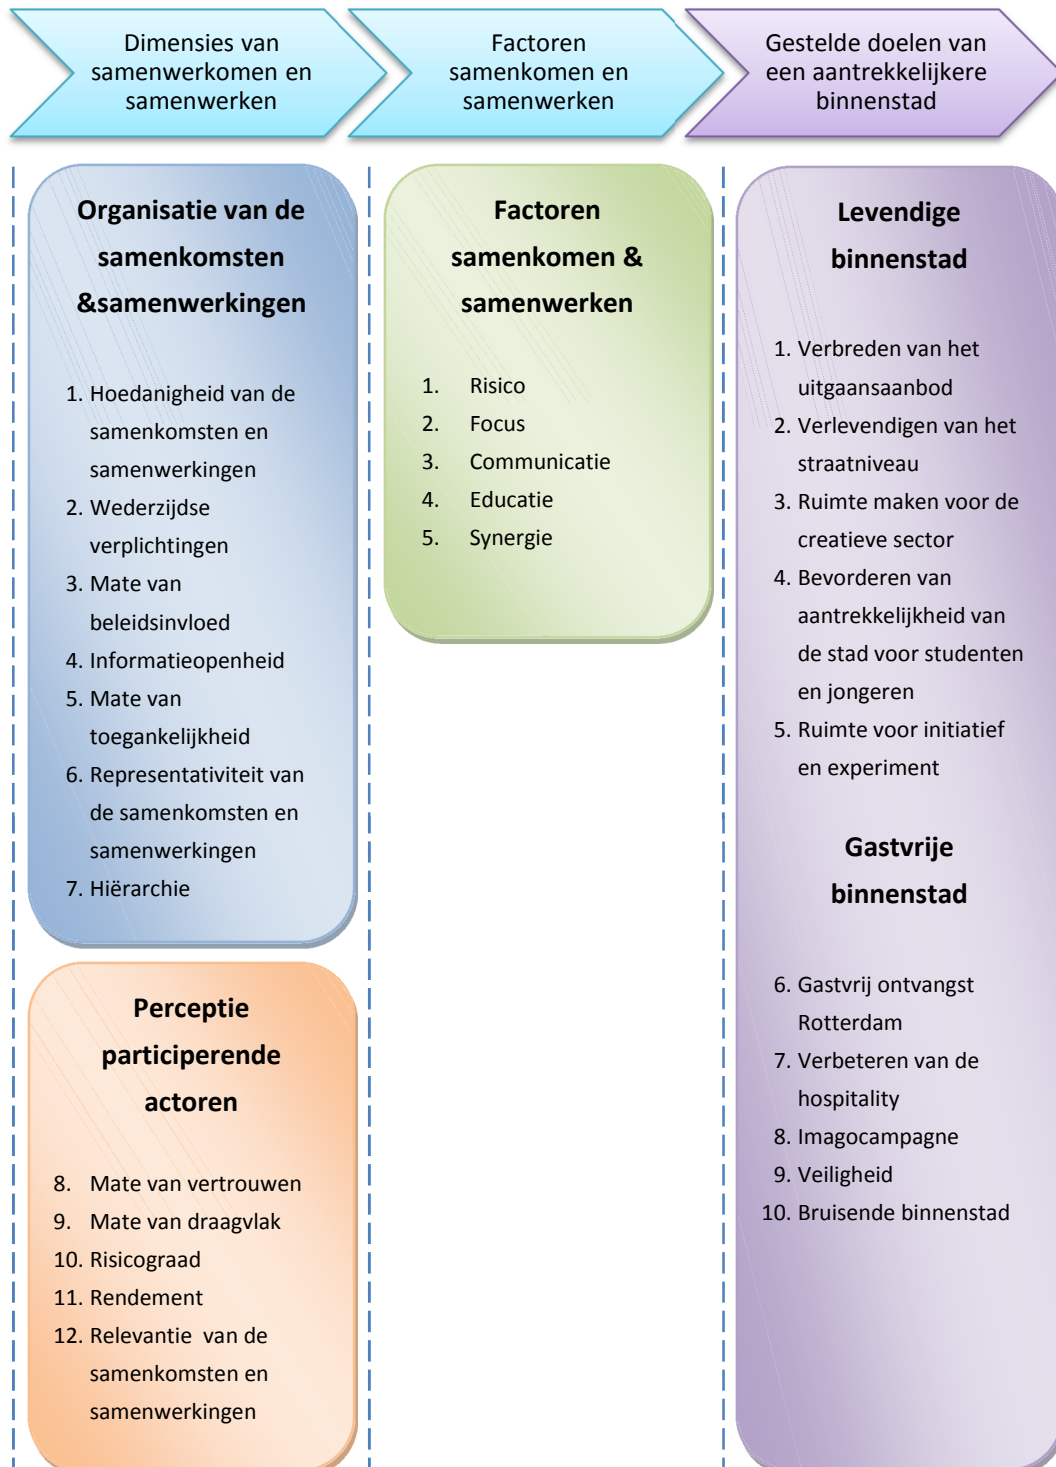 Dimensies van
samenwerkomen en
samenwerken
Factoren
samenkomen en
samenwerken
Gestelde doelen van
een aantrekkelijkere
binnenstad
Organisatie van de
samenkomsten
&samenwerkingen
1. Hoedanigheid van de
samenkomsten en
samenwerkingen
2. Wederzijdse
verplichtingen
3. Mate van
beleidsinvloed
4. Informatieopenheid
5. Mate van
toegankelijkheid
6. Representativiteit van
de samenkomsten en
samenwerkingen
7. Hiërarchie
Perceptie
participerende
actoren
8. Mate van vertrouwen
9. Mate van draagvlak
10. Risicograad
11. Rendement
12. Relevantie van de
samenkomsten en
samenwerkingen
Factoren
samenkomen &
samenwerken
1. Risico
2. Focus
3. Communicatie
4. Educatie
5. Synergie
Levendige
binnenstad
1. Verbreden van het
uitgaansaanbod
2. Verlevendigen van het
straatniveau
3. Ruimte maken voor de
creatieve sector
4. Bevorderen van
aantrekkelijkheid van
de stad voor studenten
en jongeren
5. Ruimte voor initiatief
en experiment
Gastvrije
binnenstad
6. Gastvrij ontvangst
Rotterdam
7. Verbeteren van de
hospitality
8. Imagocampagne
9. Veiligheid
10. Bruisende binnenstad